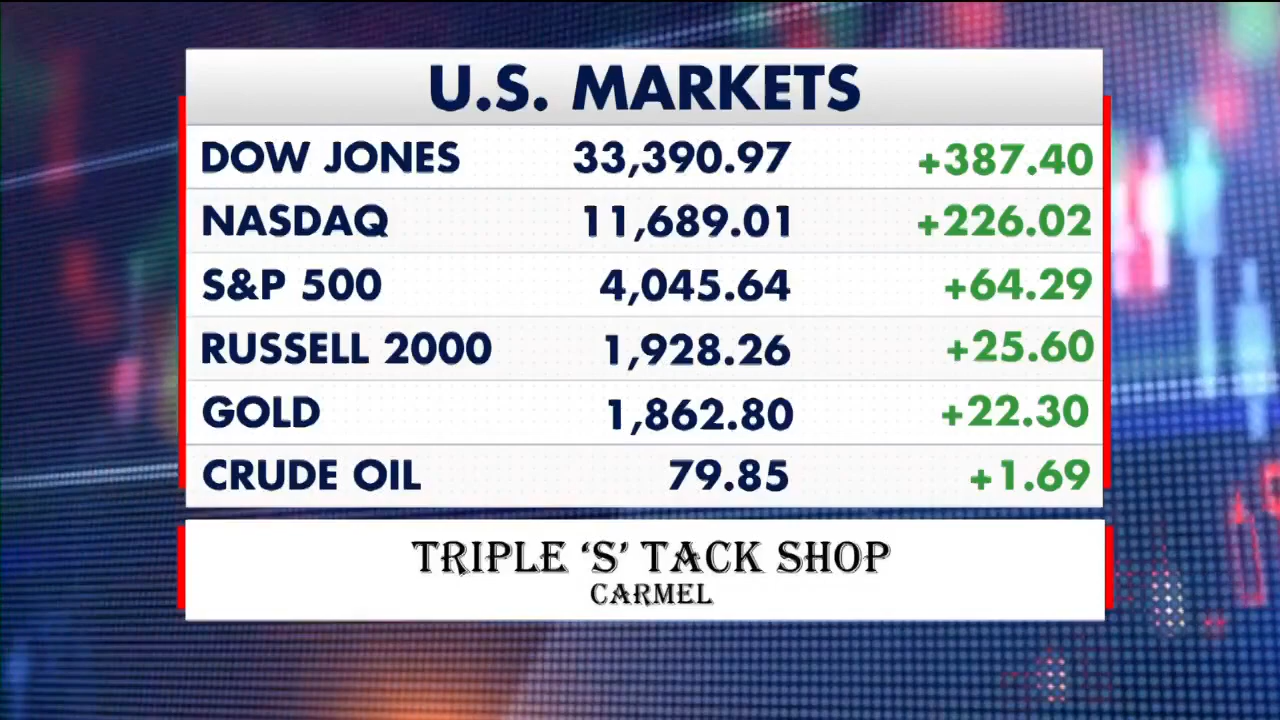 U.S. MARKETS
DOW JONES 33,390.97 +387.40
NASDAQ 11,689.01 +226.02
S&P 500 4,045.64 +64.29
RUSSELL 2000 1,928.26 +25.60
GOLD 1,862.80 +22.30
CRUDE OIL 79.85 +1.69
TRIPLE ‘S’ TACK SHOP
CARMEL